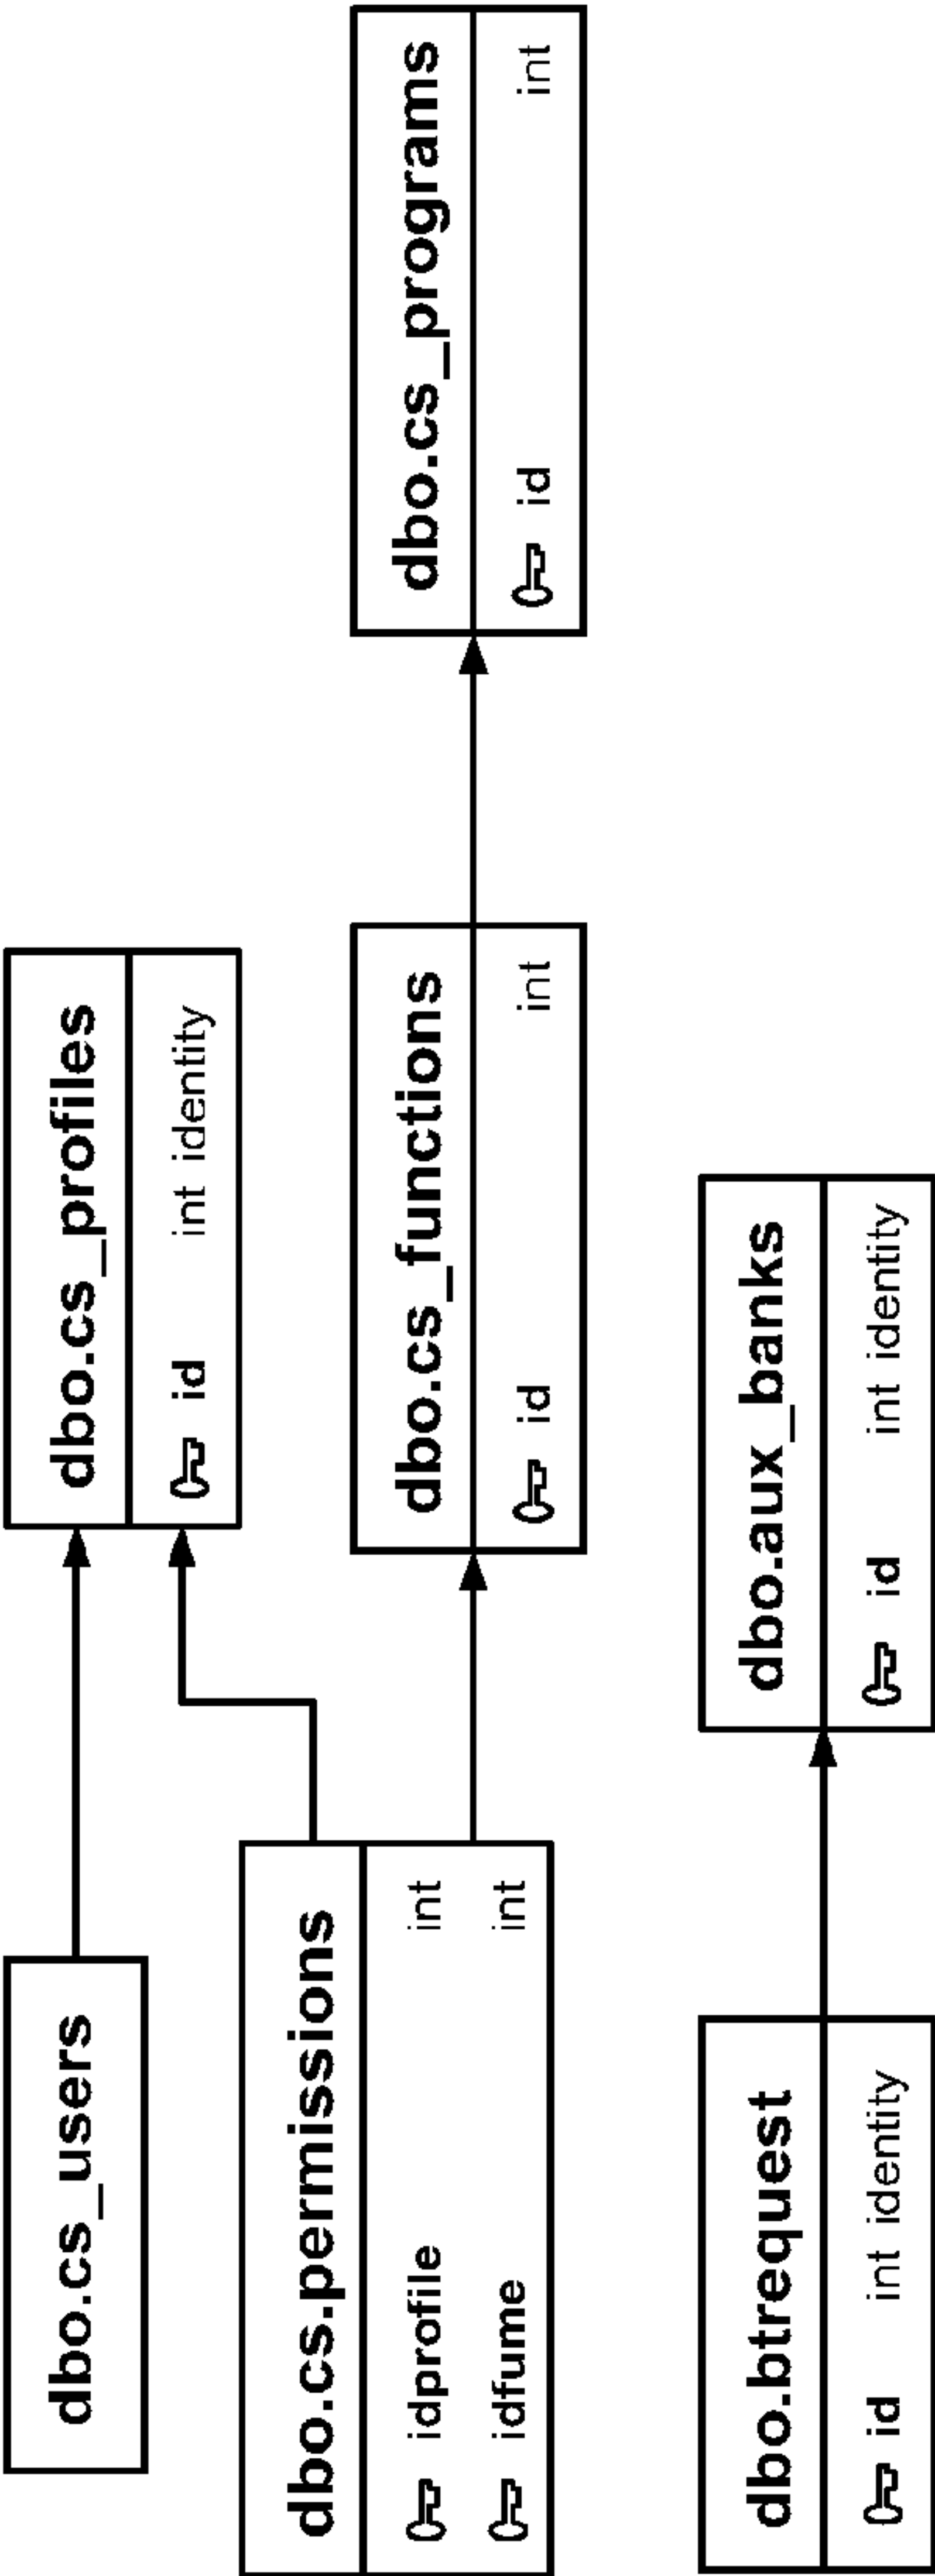 dbo.cs_users
dbo.cs_profiles
id int identity
dbo.cs.permissions
idprofile int
idfume int
dbo.cs_functions
id int
dbo.cs_programs
id int
dbo.btrequest
id int identity
dbo.aux_banks
id int identity